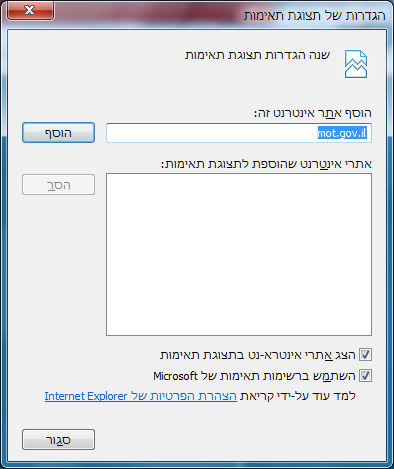 הגדרות של תצוגת תאימות
שנה הגדרות תצוגת תאימות
הוסף אתר אינטרנט זה:
mot.gov.il
הוסף
אתרי אינטרנט שהוספת לתצוגת תאימות:
הסר
הצג אתרי אינטרא-נט בתצוגת תאימות
השתמש ברשימות תאימות של Microsoft
למד עוד על-ידי קריאת הצהרת הפרטיות של Internet Explorer
סגור